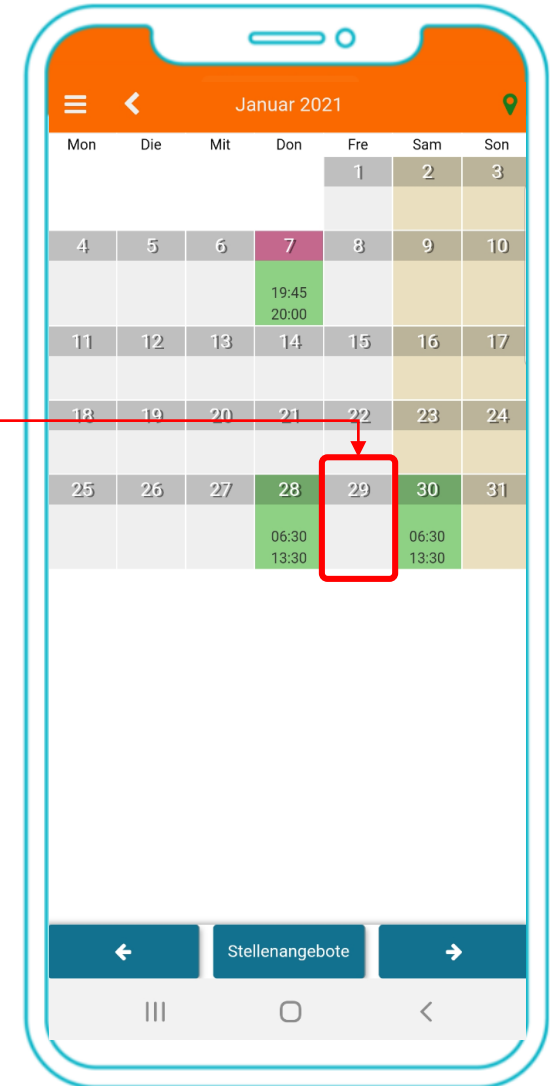 Januar 2021
Mon Die Mit Don Fre Sam Son
1 2 3
4 5 6 7 8 9 10
19:45
20:00
11 12 13 14 15 16 17
18 19 20 21 22 23 24
25 26 27 28 29 30 31
06:30 06:30
13:30 13:30
Stellenangebote